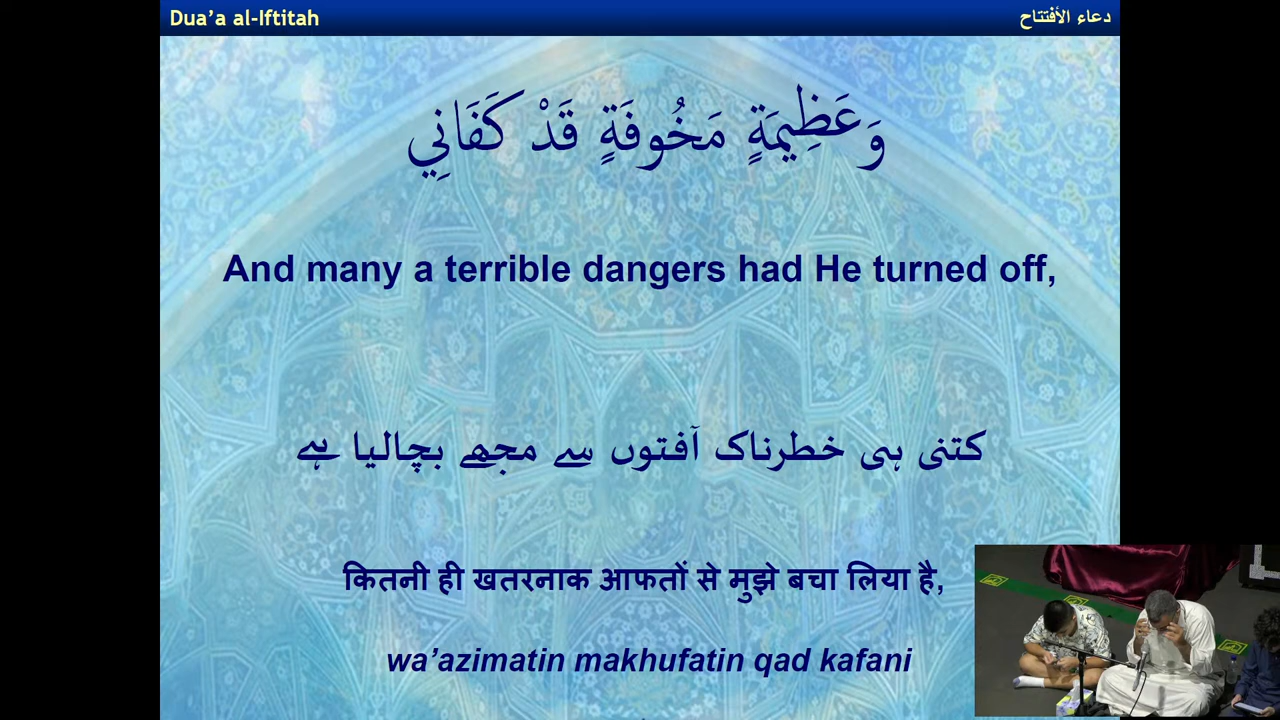 Dua’a al-Iftitah
دعاء الأفتتاح
وَعَظِيمَةٍ مَخُوفَةٍ قَدْ كَفَانِي
And many a terrible dangers had He turned off,
کتنی ہی خطرناک آفتوں سے مجھے بچالیا ہے
कितनी ही खतरनाक आफतों से मुझे बचा लिया है,
wa’azimatin makhufatin qad kafani